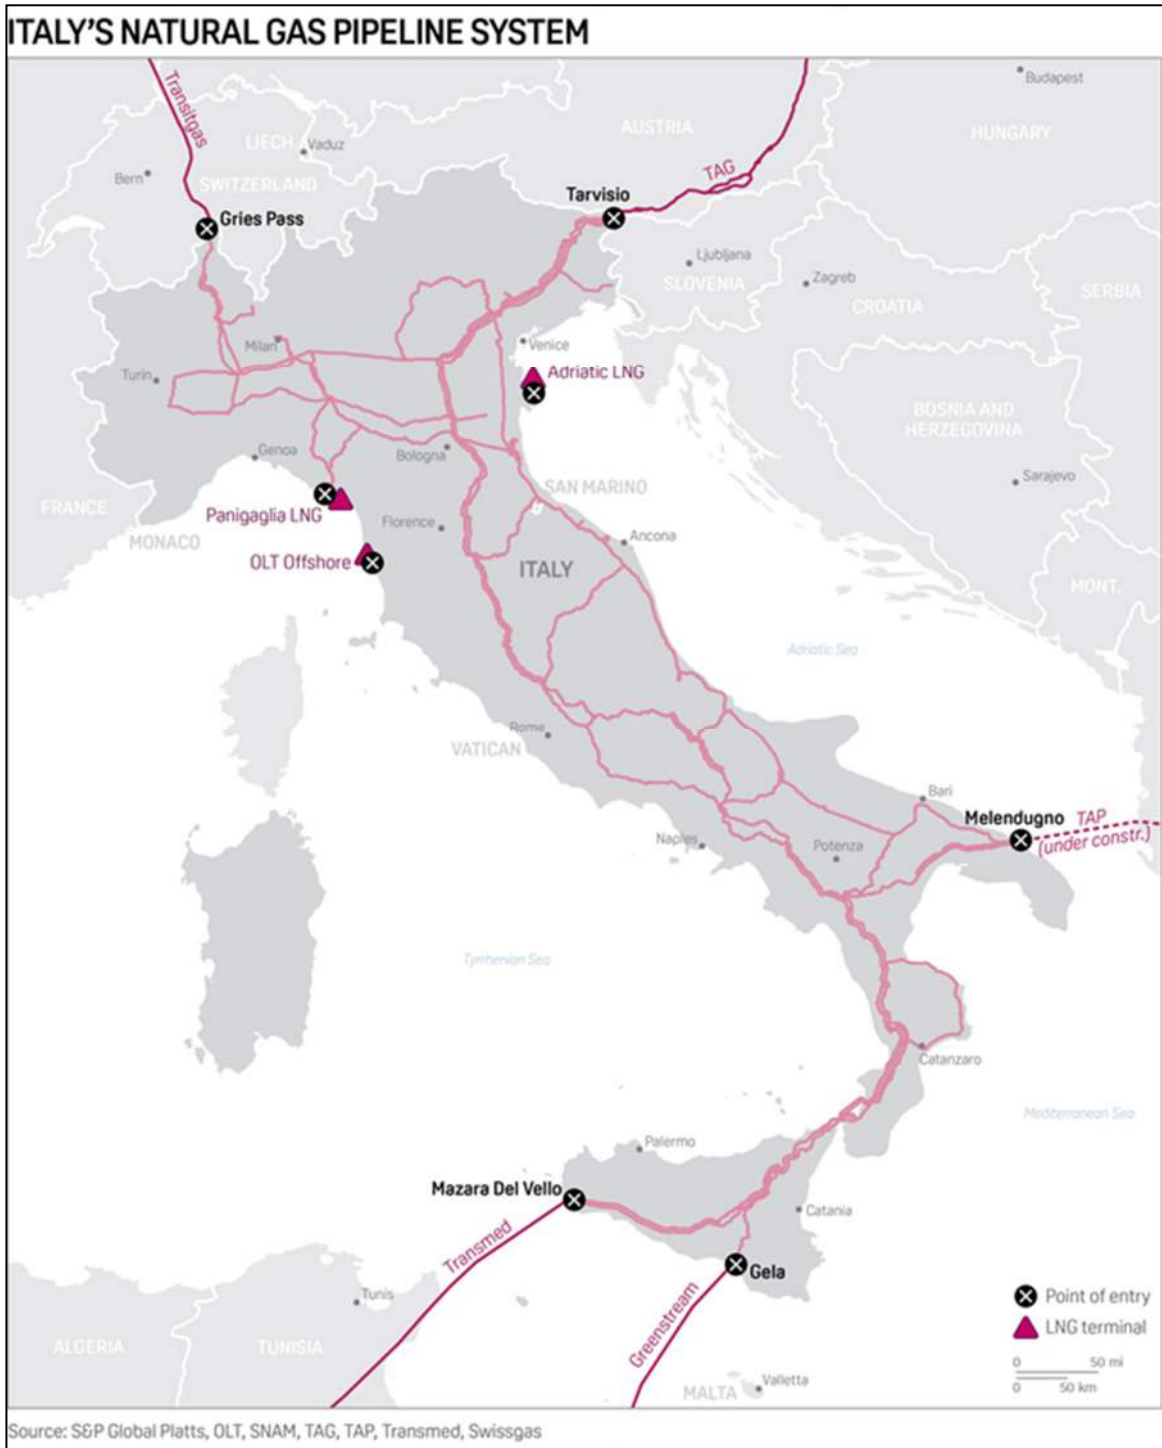 ITALY'S NATURAL GAS PIPELINE SYSTEM
Transitgas
Budapest
AUSTRIA
HUNGARY
LIECH.
Vaduz
Bern
SWITZERLAND
TAG
Tarvisio
Gries Pass
Ljubljana
SLOVENIA
Zagreb
CROATIA
SERBIA
Milan
Venice
Turin
Adriatic LNG
BOSNIA AND
HERZEGOVINA
Genoa
Bologna
Sarajevo
SAN MARINO
FRANCE
Panigaglia LNG
Florence
MONACO
Ancona
OLT Offshore
ITALY
MONT.
Adriatic Sea
Rome
VATICAN
Bari
Melendugno
TAP
(under constr.)
Naples
Potenza
Tyrrhenian Sea
Catanzaro
Mediterranean Sea
Palermo
Mazara Del Vello
Catania
Transmed
Gela
Tunis
Greenstream
ALGERIA
TUNISIA
MALTA
Valletta
Point of entry
LNG terminal
0 50 mi
0 50 km
Source: S&P Global Platts, OLT, SNAM, TAG, TAP, Transmed, Swissgas